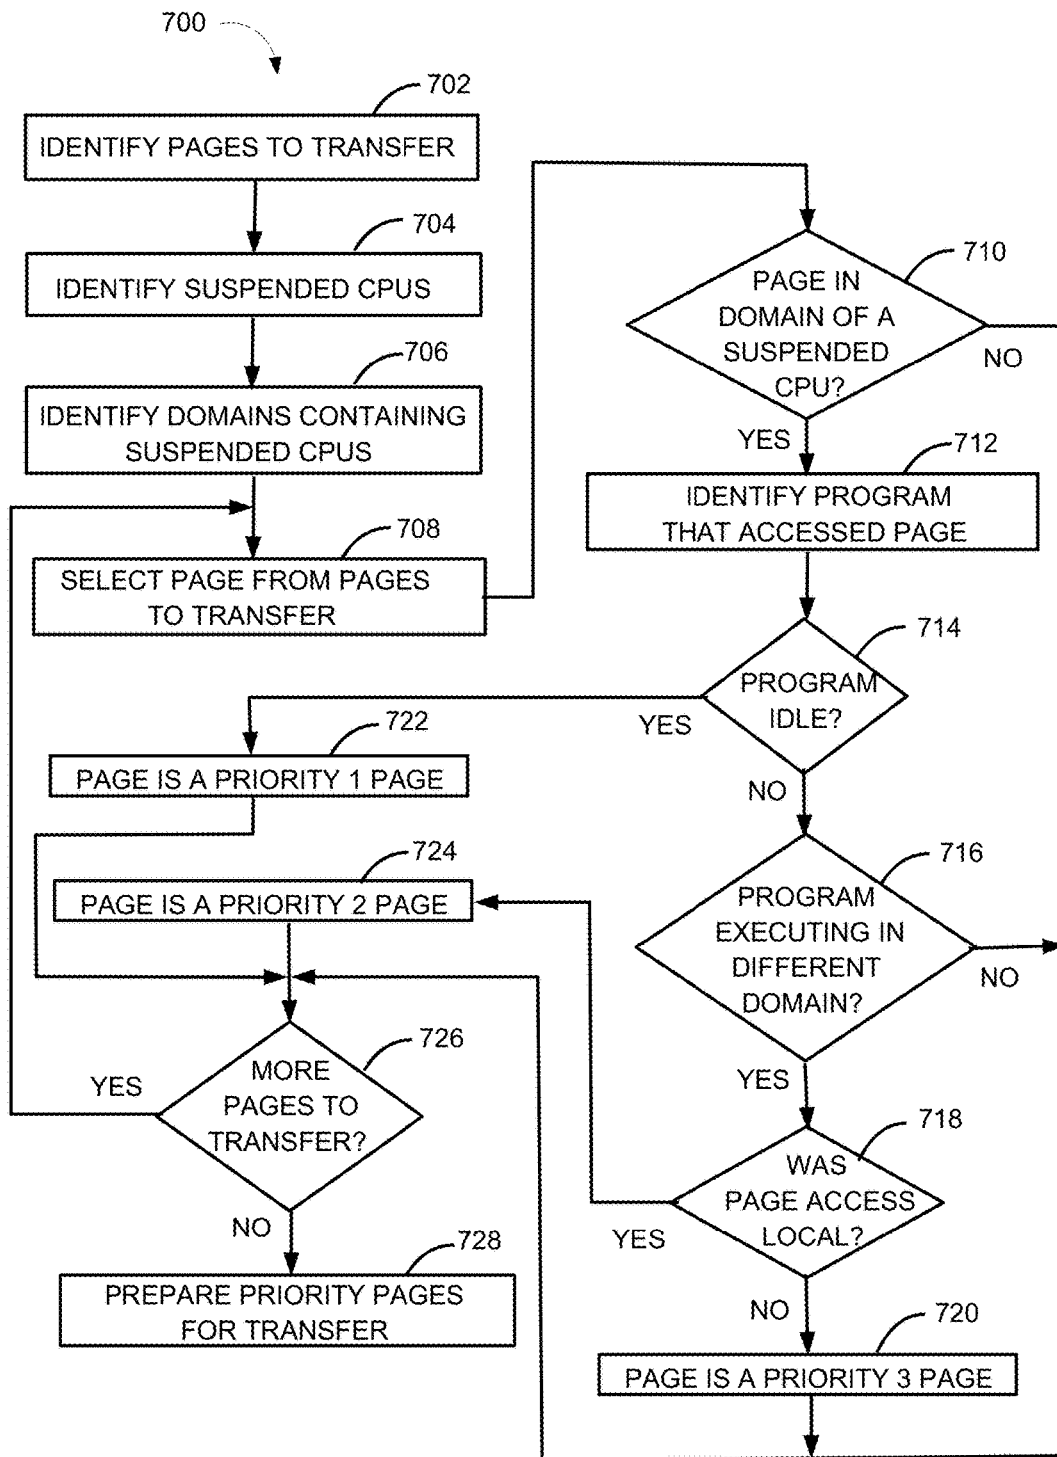 700
702
IDENTIFY PAGES TO TRANSFER
704
IDENTIFY SUSPENDED CPUS
706
IDENTIFY DOMAINS CONTAINING
SUSPENDED CPUS
708
SELECT PAGE FROM PAGES
TO TRANSFER
710
PAGE IN
DOMAIN OF A
SUSPENDED
CPU?
NO
YES
712
IDENTIFY PROGRAM
THAT ACCESSED PAGE
714
PROGRAM
IDLE?
YES
NO
716
PROGRAM
EXECUTING IN
DIFFERENT
DOMAIN?
NO
YES
718
WAS
PAGE ACCESS
LOCAL?
YES
NO
720
PAGE IS A PRIORITY 3 PAGE
722
PAGE IS A PRIORITY 1 PAGE
724
PAGE IS A PRIORITY 2 PAGE
726
MORE
PAGES TO
TRANSFER?
YES
NO
728
PREPARE PRIORITY PAGES
FOR TRANSFER